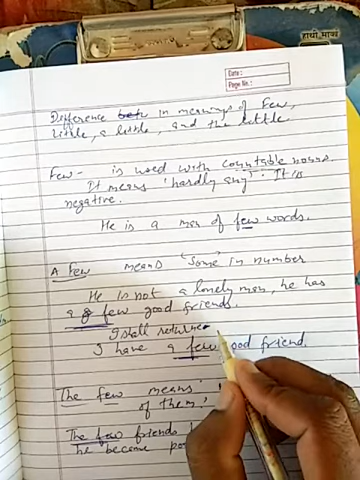 हाथी मार्का
Date:
Page No.:
Difference beth in meanings of Few,
little, a little, and the little
Few - is used with countable nouns.
It means 'hardly any'. It is
negative.
He is a man of few words.
A Few means 'Some' in number
He is not a lonely man, he has
a few good friends.
I shall returne
I have a few good friend.
The few means
of them'
The few friends
he became